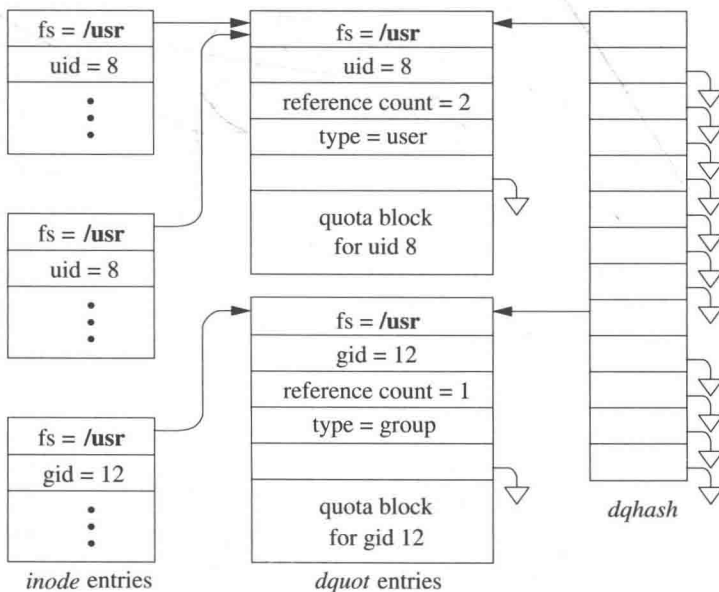 fs = /usr
uid = 8
fs = /usr
uid = 8
fs = /usr
gid = 12
inode entries
fs = /usr
uid = 8
reference count = 2
type = user
quota block
for uid 8
fs = /usr
gid = 12
reference count = 1
type = group
quota block
for gid 12
dquot entries
dqhash